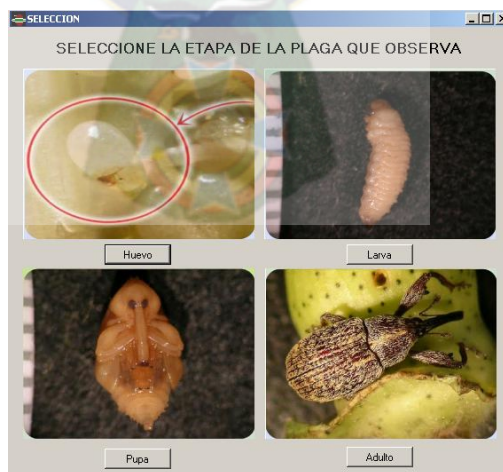 SELECCION
SELECCIONE LA ETAPA DE LA PLAGA QUE OBSERVA
Huevo
Larva
Pupa
Adulto